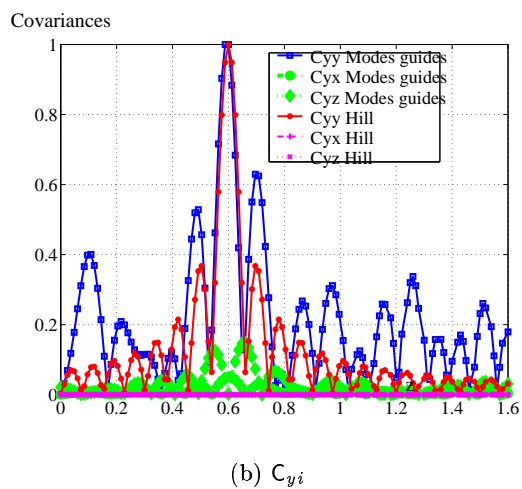 Covariances
1
0.8
0.6
0.4
0.2
0
Cyy Modes guides
Cyx Modes guides
Cyz Modes guides
Cyy Hill
Cyx Hill
Cyz Hill
z
0 0.2 0.4 0.6 0.8 1 1.2 1.4 1.6
(b) Cyi